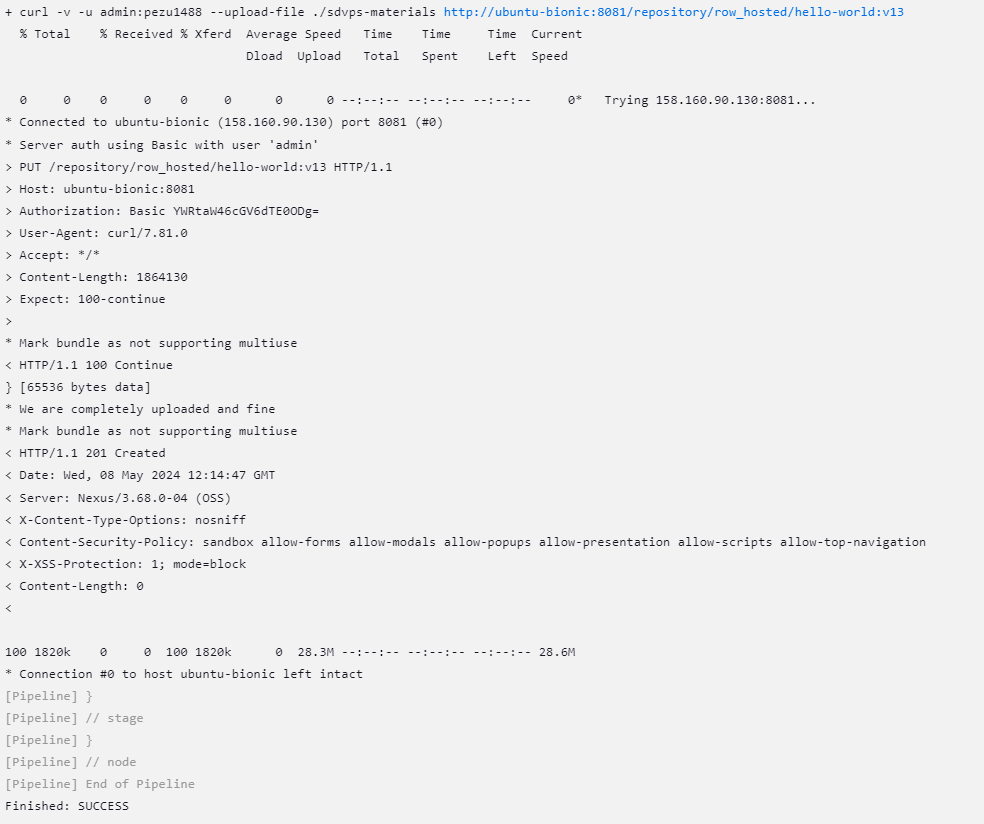 + curl -v -u admin:pezu1488 --upload-file ./sdvps-materials http://ubuntu-bionic:8081/repository/row_hosted/hello-world:v13
  % Total    % Received % Xferd  Average Speed   Time    Time     Time  Current
                                 Dload  Upload   Total   Spent    Left  Speed
  0     0    0     0    0     0      0      0 --:--:-- --:--:-- --:--:--     0*   Trying 158.160.90.130:8081...
* Connected to ubuntu-bionic (158.160.90.130) port 8081 (#0)
* Server auth using Basic with user 'admin'
> PUT /repository/row_hosted/hello-world:v13 HTTP/1.1
> Host: ubuntu-bionic:8081
> Authorization: Basic YWRtaW46cGV6dTE0ODg=
> User-Agent: curl/7.81.0
> Accept: */*
> Content-Length: 1864130
> Expect: 100-continue
>
* Mark bundle as not supporting multiuse
< HTTP/1.1 100 Continue
} [65536 bytes data]
* We are completely uploaded and fine
* Mark bundle as not supporting multiuse
< HTTP/1.1 201 Created
< Date: Wed, 08 May 2024 12:14:47 GMT
< Server: Nexus/3.68.0-04 (OSS)
< X-Content-Type-Options: nosniff
< Content-Security-Policy: sandbox allow-forms allow-modals allow-popups allow-presentation allow-scripts allow-top-navigation
< X-XSS-Protection: 1; mode=block
< Content-Length: 0
<
100 1820k    0     0  100 1820k      0  28.3M --:--:-- --:--:-- --:--:-- 28.6M
* Connection #0 to host ubuntu-bionic left intact
[Pipeline] }
[Pipeline] // stage
[Pipeline] }
[Pipeline] // node
[Pipeline] End of Pipeline
Finished: SUCCESS